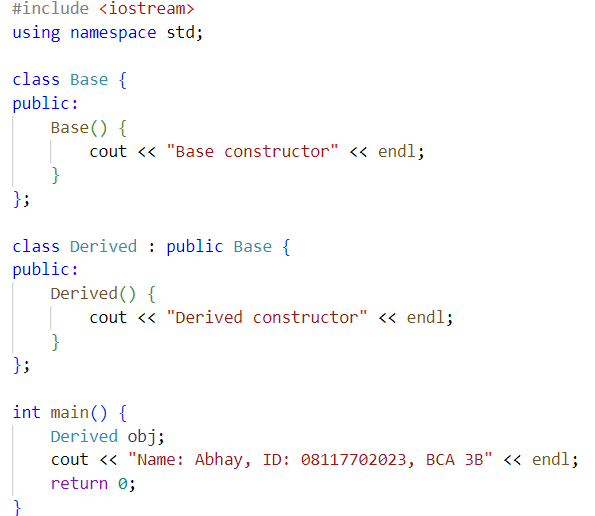 #include <iostream>
using namespace std;
class Base {
public:
    Base() {
        cout << "Base constructor" << endl;
    }
};
class Derived : public Base {
public:
    Derived() {
        cout << "Derived constructor" << endl;
    }
};
int main() {
    Derived obj;
    cout << "Name: Abhay, ID: 08117702023, BCA 3B" << endl;
    return 0;
}